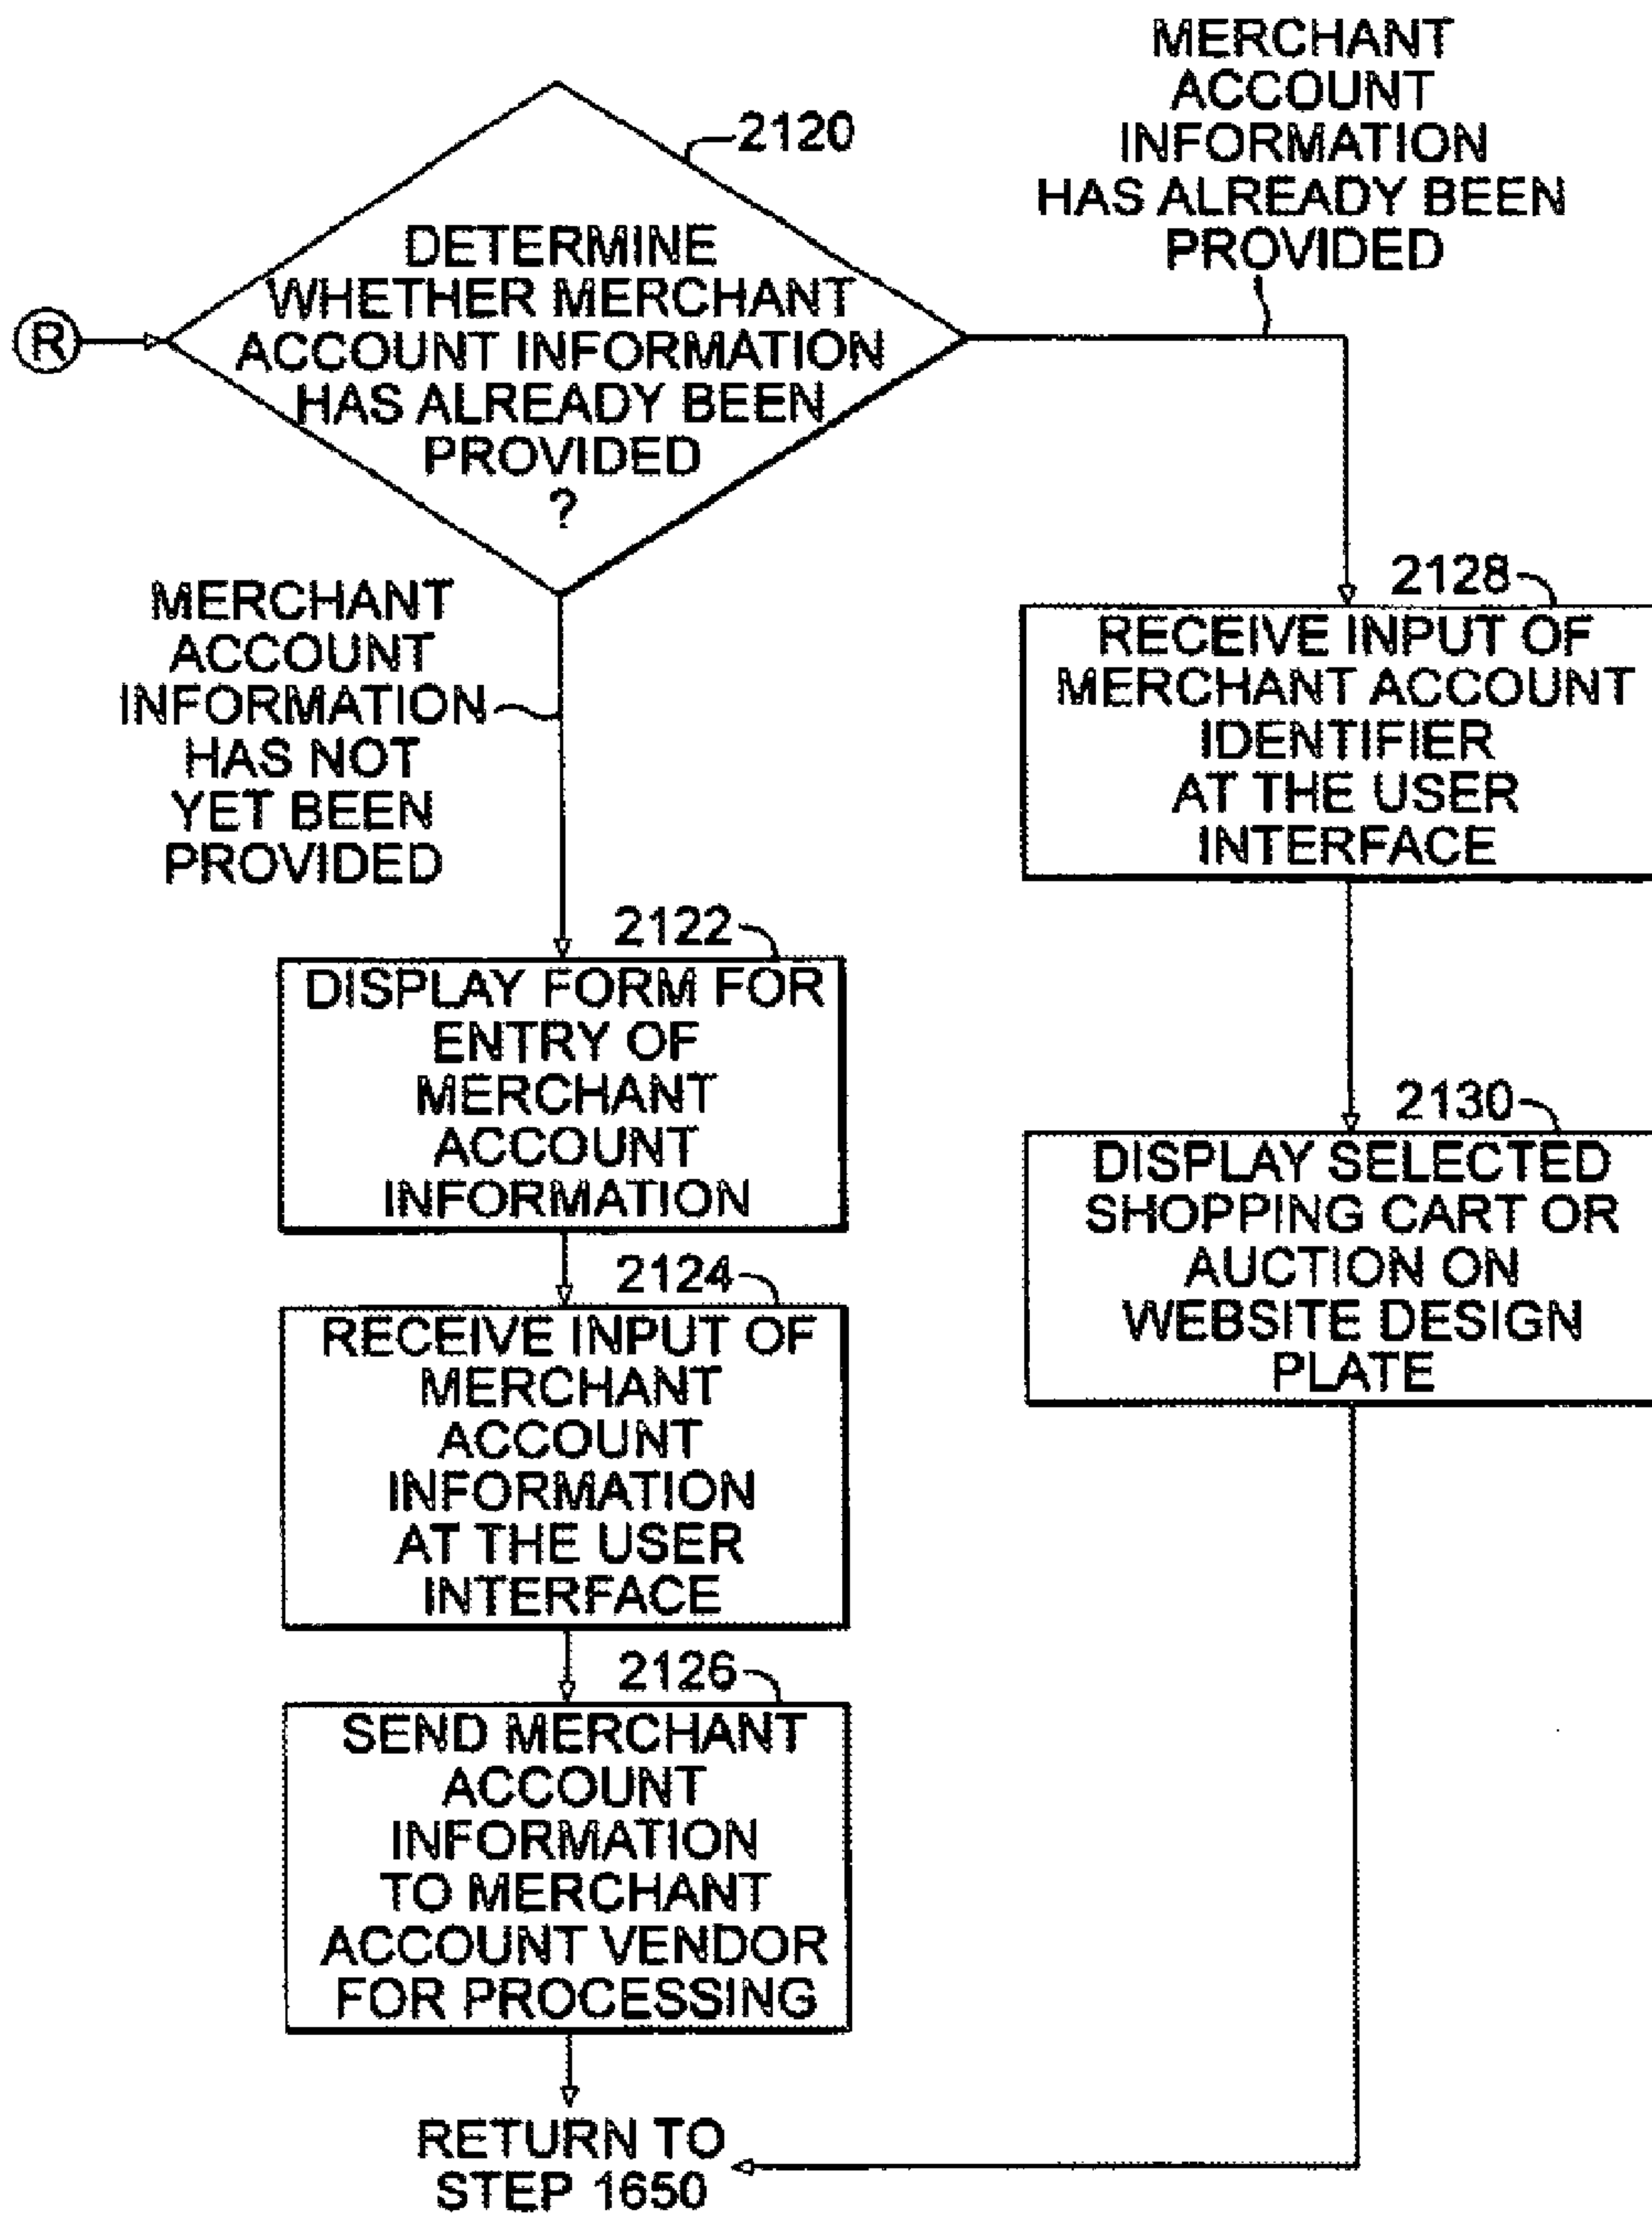 MERCHANT
ACCOUNT
INFORMATION
HAS ALREADY BEEN
PROVIDED
2120
DETERMINE
WHETHER MERCHANT
ACCOUNT INFORMATION
HAS ALREADY BEEN
PROVIDED
?
R
MERCHANT
ACCOUNT
INFORMATION
HAS NOT
YET BEEN
PROVIDED
2128
RECEIVE INPUT OF
MERCHANT ACCOUNT
IDENTIFIER
AT THE USER
INTERFACE
2122
DISPLAY FORM FOR
ENTRY OF
MERCHANT
ACCOUNT
INFORMATION
2130
DISPLAY SELECTED
SHOPPING CART OR
AUCTION ON
WEBSITE DESIGN
PLATE
2124
RECEIVE INPUT OF
MERCHANT
ACCOUNT
INFORMATION
AT THE USER
INTERFACE
2126
SEND MERCHANT
ACCOUNT
INFORMATION
TO MERCHANT
ACCOUNT VENDOR
FOR PROCESSING
RETURN TO
STEP 1650